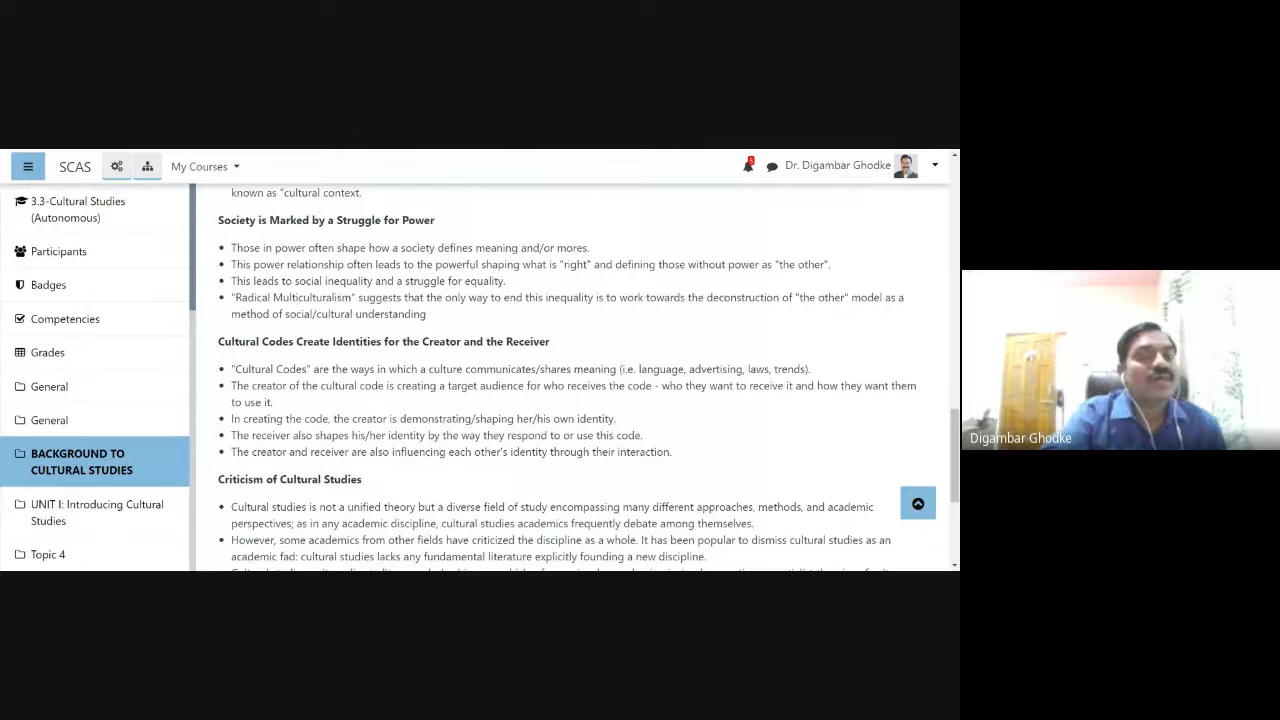 SCAS
My Courses
5
Dr. Digambar Ghodke
3.3-Cultural Studies
(Autonomous)
Participants
Badges
Competencies
Grades
General
General
BACKGROUND TO
CULTURAL STUDIES
UNIT I: Introducing Cultural
Studies
Topic 4
known as "cultural context.
Society is Marked by a Struggle for Power
Those in power often shape how a society defines meaning and/or mores.
This power relationship often leads to the powerful shaping what is "right" and defining those without power as "the other".
This leads to social inequality and a struggle for equality.
"Radical Multiculturalism" suggests that the only way to end this inequality is to work towards the deconstruction of "the other" model as a
method of social/cultural understanding
Cultural Codes Create Identities for the Creator and the Receiver
"Cultural Codes" are the ways in which a culture communicates/shares meaning (i.e. language, advertising, laws, trends).
The creator of the cultural code is creating a target audience for who receives the code - who they want to receive it and how they want them
to use it.
In creating the code, the creator is demonstrating/shaping her/his own identity.
The receiver also shapes his/her identity by the way they respond to or use this code.
The creator and receiver are also influencing each other's identity through their interaction.
Criticism of Cultural Studies
Cultural studies is not a unified theory but a diverse field of study encompassing many different approaches, methods, and academic
perspectives; as in any academic discipline, cultural studies academics frequently debate among themselves.
However, some academics from other fields have criticized the discipline as a whole. It has been popular to dismiss cultural studies as an
academic fad: cultural studies lacks any fundamental literature explicitly founding a new discipline.
Digambar Ghodke